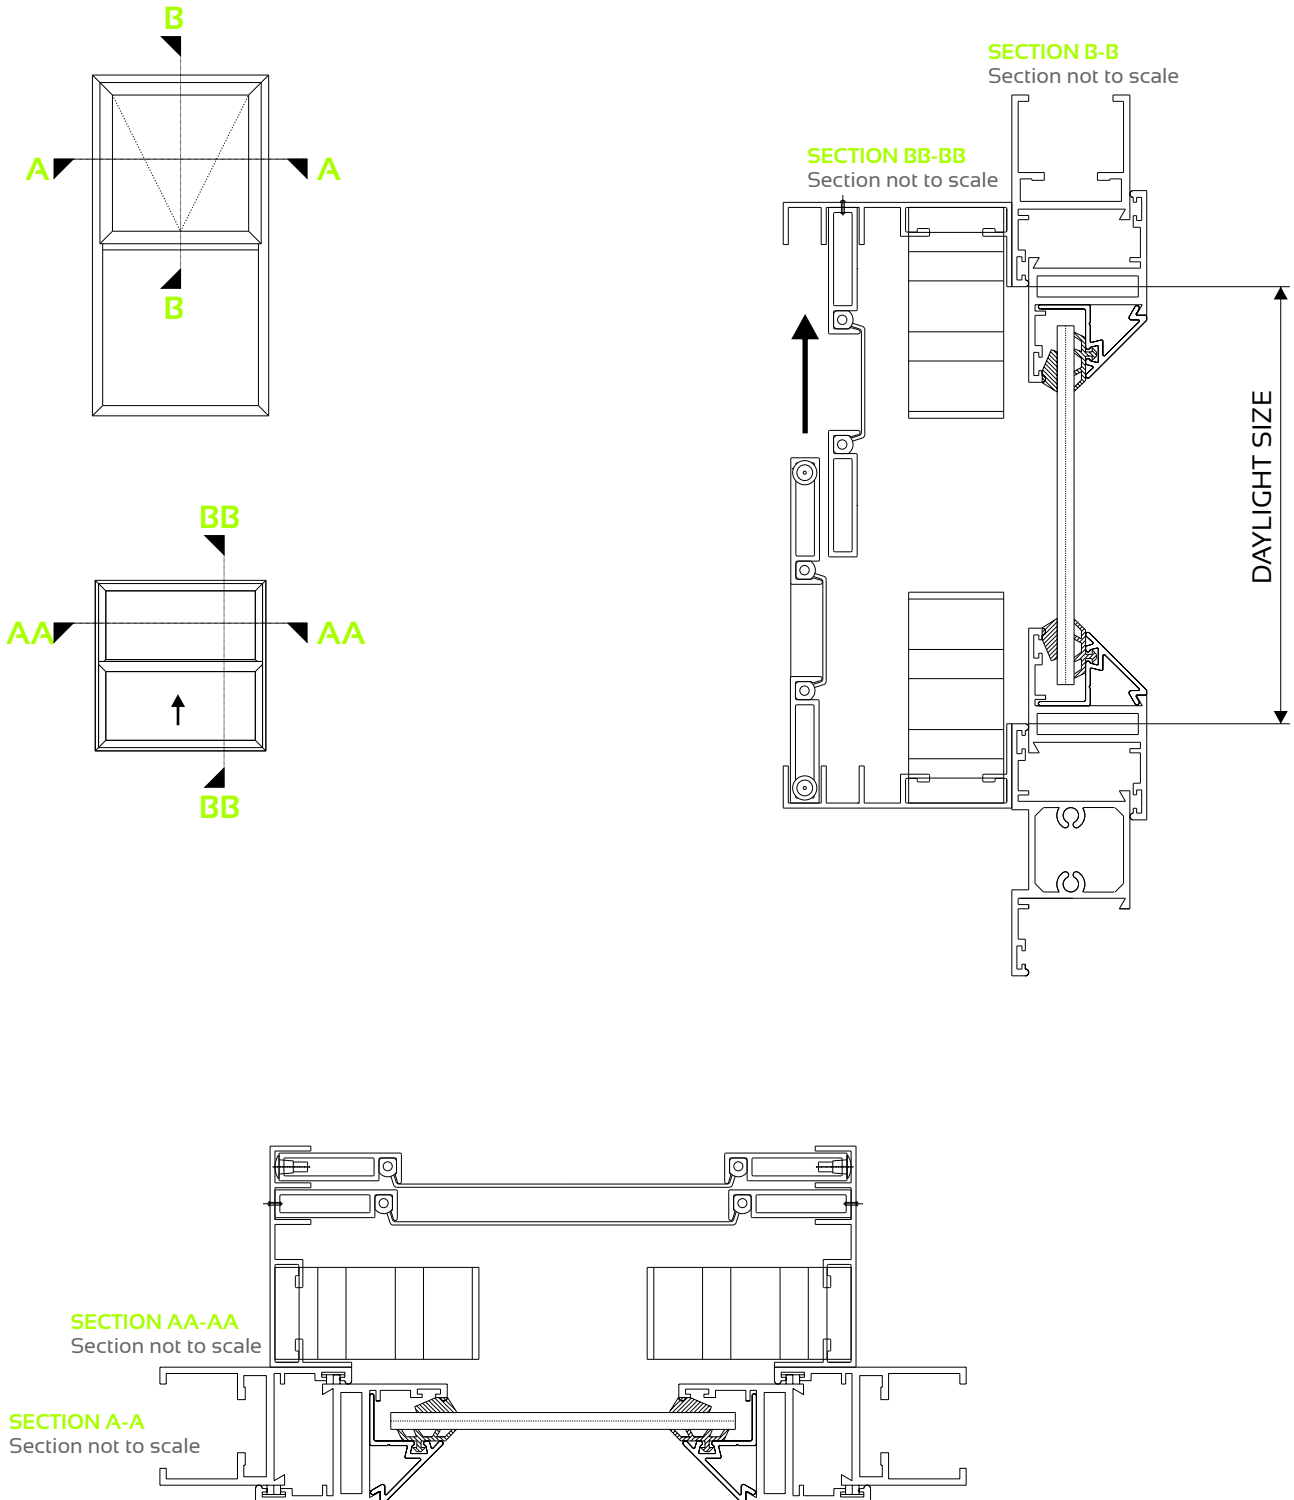 B
A
A
B
SECTION B-B
Section not to scale
SECTION BB-BB
Section not to scale
DAYLIGHT SIZE
BB
AA
AA
BB
SECTION AA-AA
Section not to scale
SECTION A-A
Section not to scale